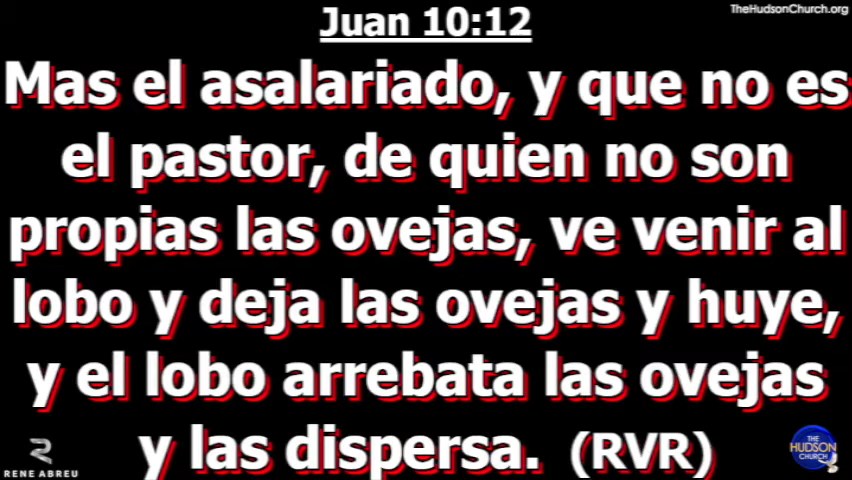 TheHudsonChurch.org
Juan 10:12
Mas el asalariado, y que no es
el pastor, de quien no son
propias las ovejas, ve venir al
lobo y deja las ovejas y huye,
y el lobo arrebata las ovejas
y las dispersa. (RVR)
RENE ABREU
THE
HUDSON
CHURCH